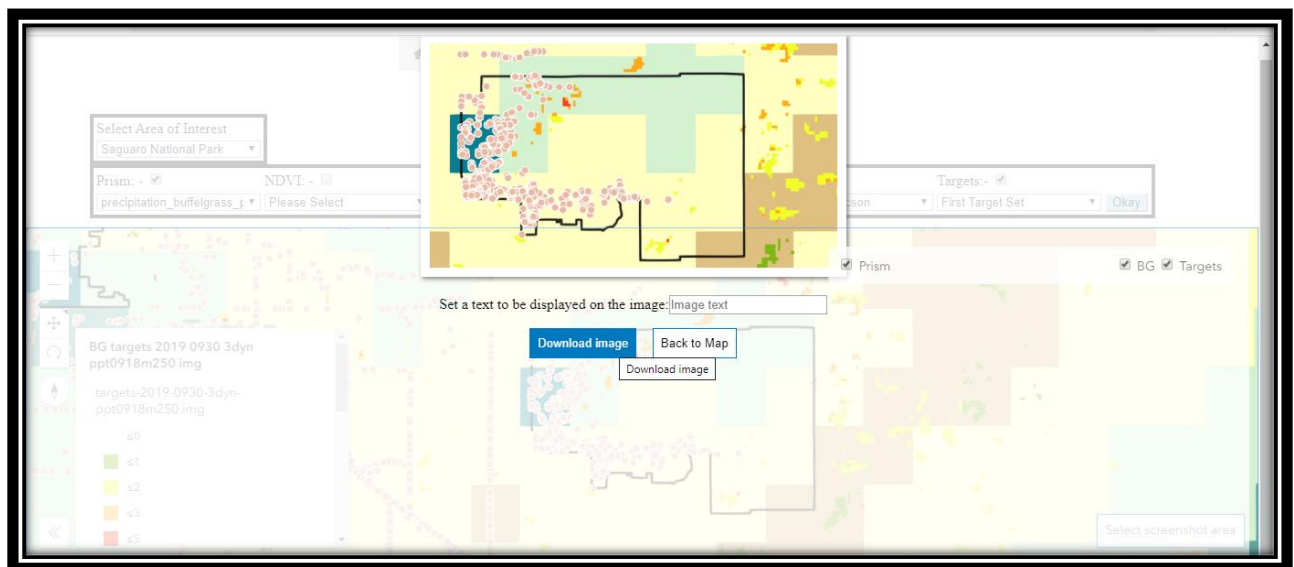 Select Area of Interest
Saguaro National Park
Prism: - NDVI: - Targets:-
precipitation_buffelgrass_p Please Select son First Target Set Okay
Prism BG Targets
Set a text to be displayed on the image: Image text
Download image Back to Map
Download image
BG targets 2019 0930 3dyn
ppt0918m250 img
targets-2019-0930-3dyn-
ppt0918m250.img
≤0
≤1
≤2
≤3
≤5
Select screenshot area